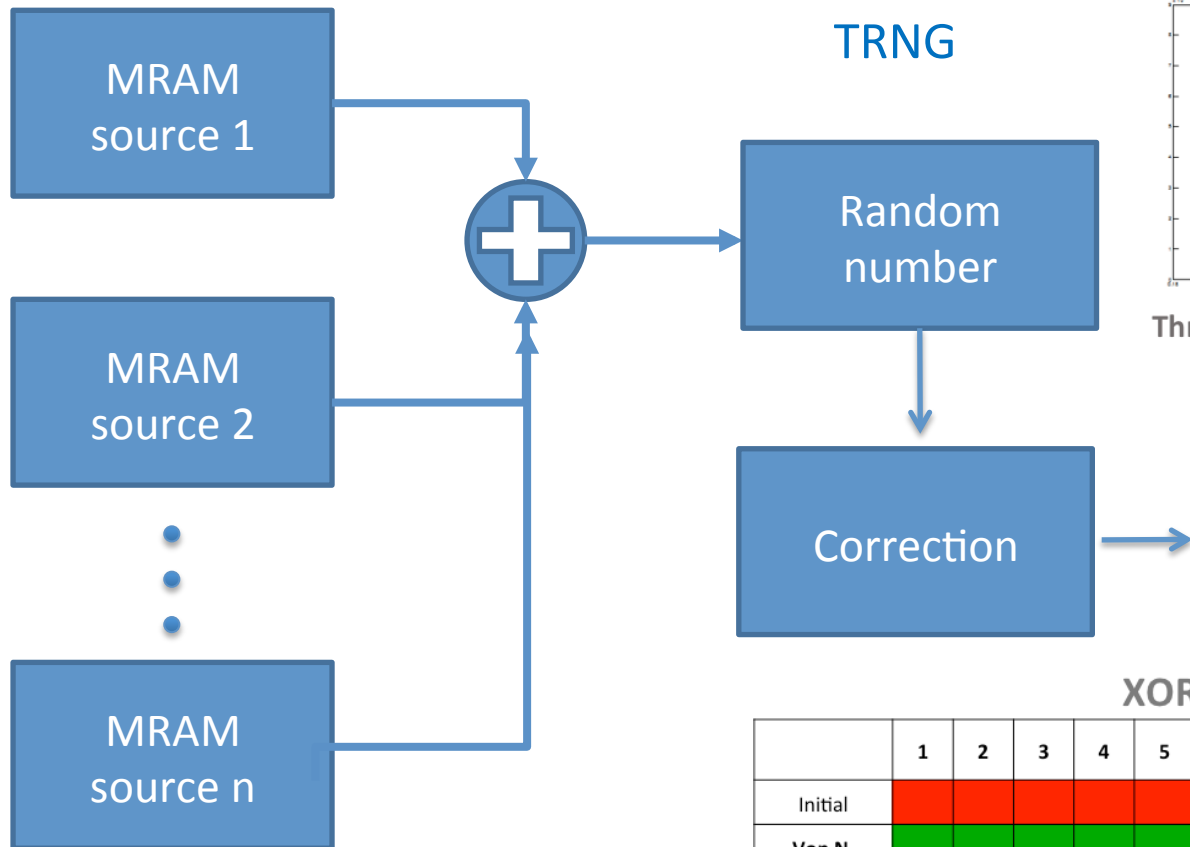 TRNG
MRAM
source 1
Random
number
MRAM
source 2
Correction
MRAM
source n
1 2 3 4 5
Initial